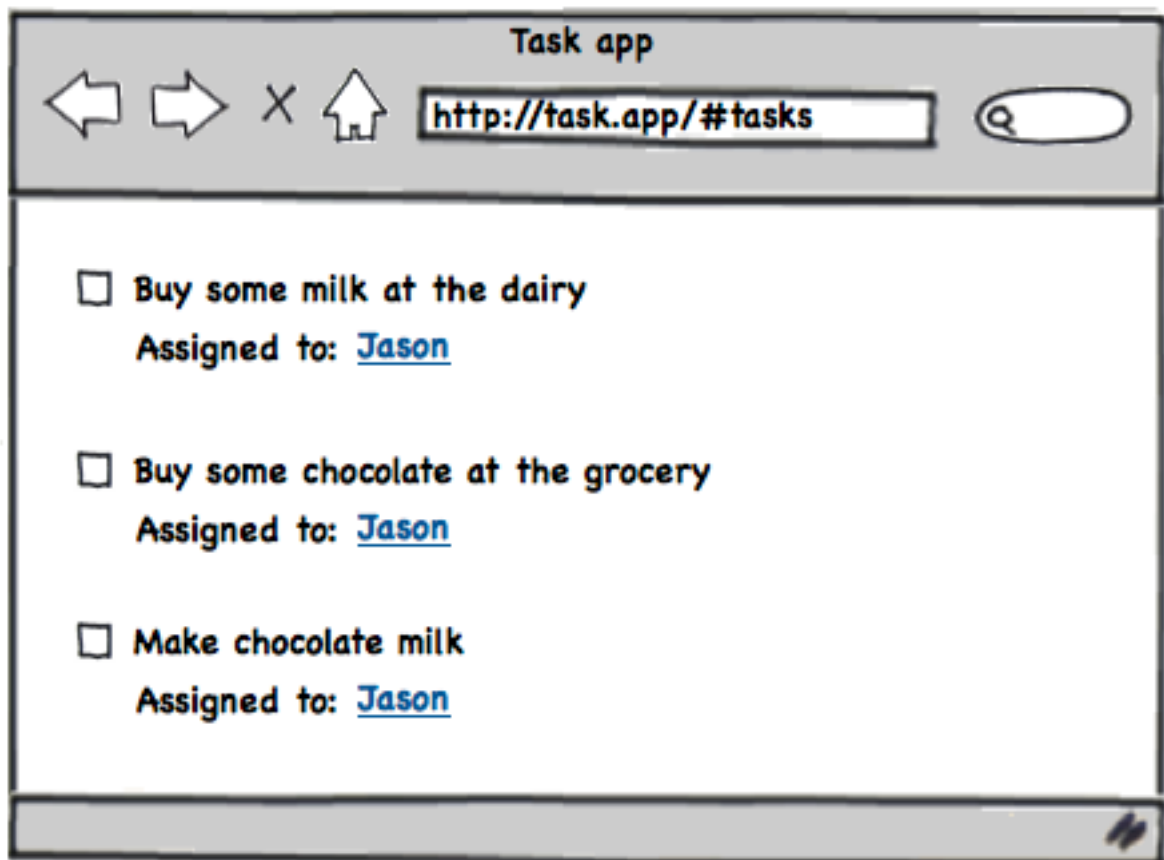 Task app
http://task.app/#tasks
Buy some milk at the dairy
Assigned to: Jason
Buy some chocolate at the grocery
Assigned to: Jason
Make chocolate milk
Assigned to: Jason